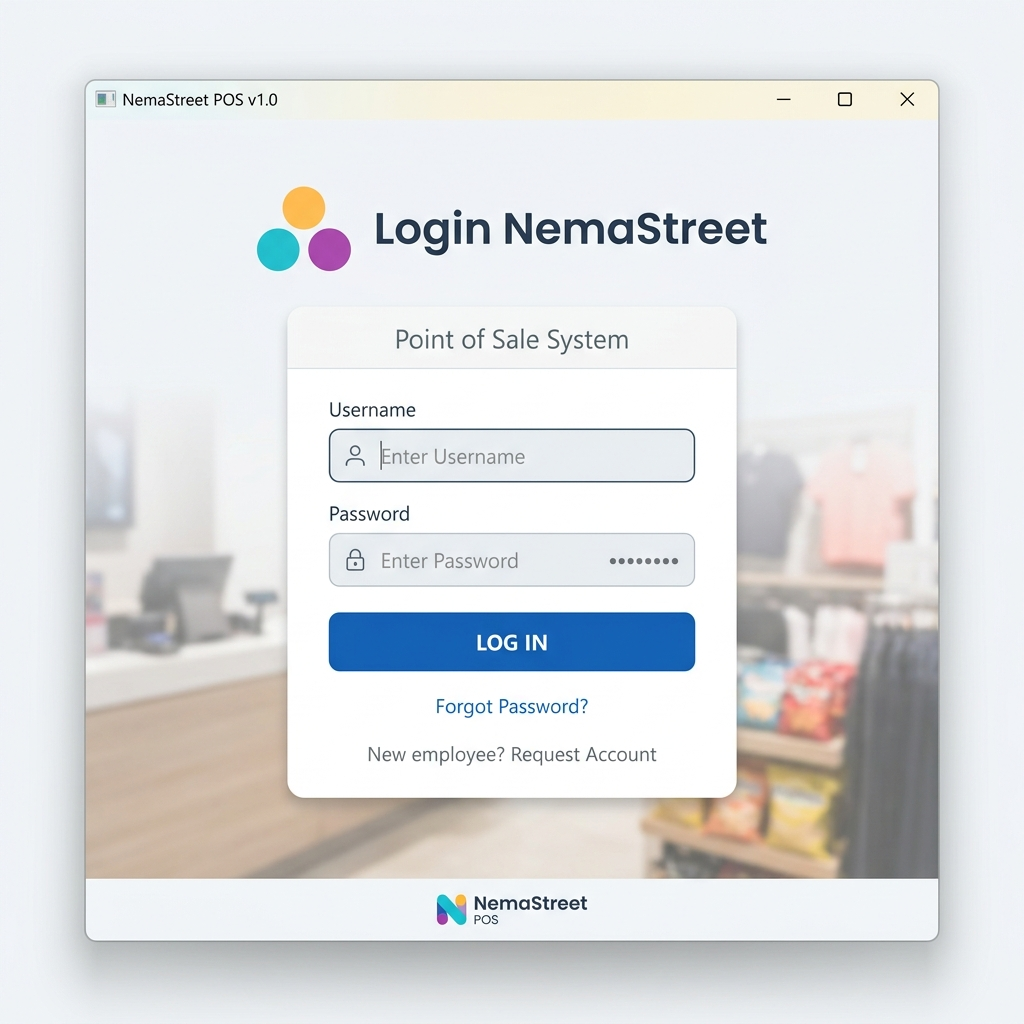 NemaStreet POS v1.0
Login NemaStreet
Point of Sale System
Username
Enter Username
Password
Enter Password ••••••••
LOG IN
Forgot Password?
New employee? Request Account
NemaStreet
POS